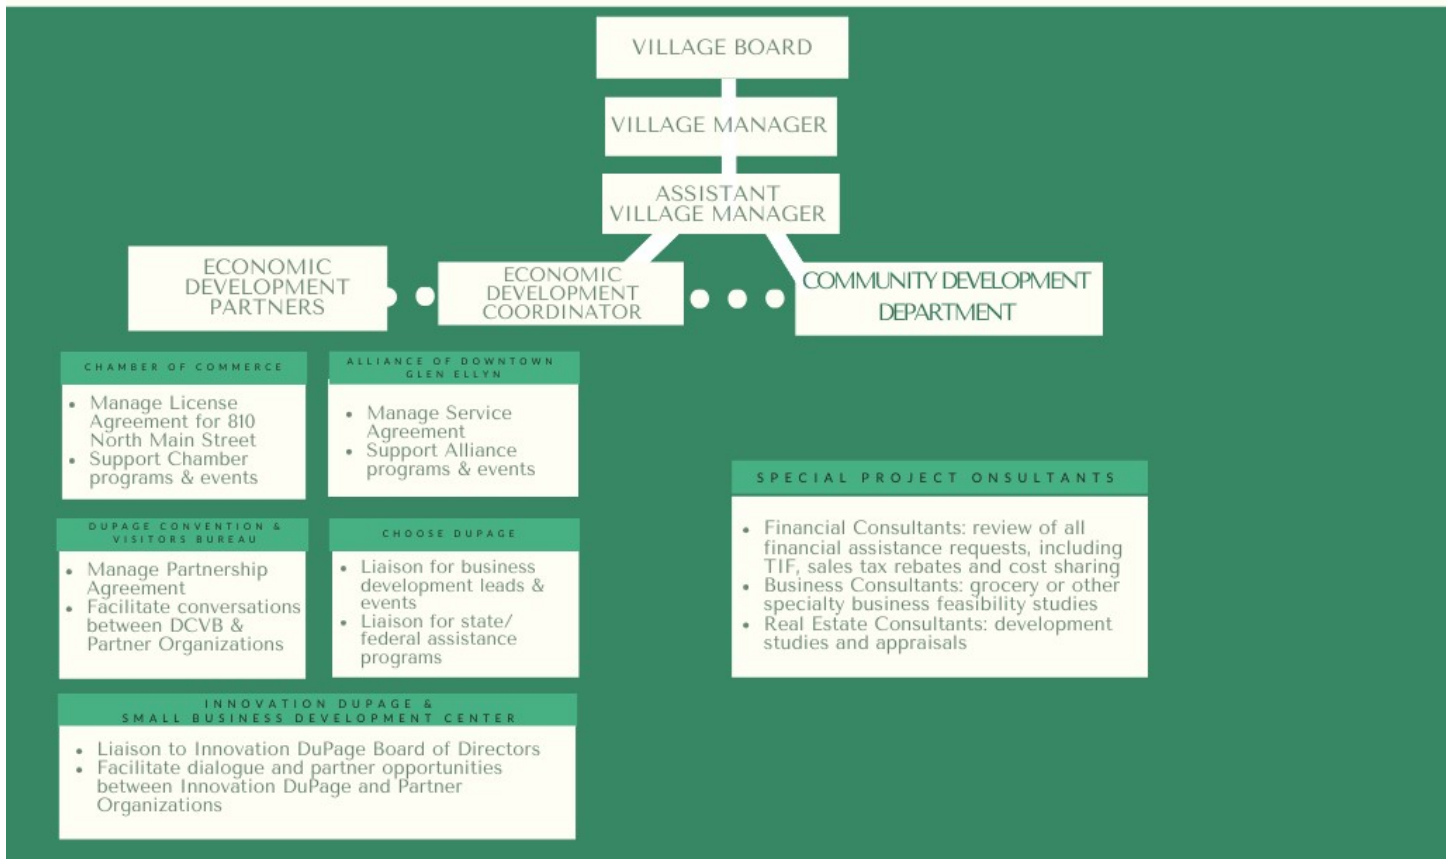 VILLAGE BOARD
VILLAGE MANAGER
ASSISTANT
VILLAGE MANAGER
ECONOMIC
DEVELOPMENT
PARTNERS
ECONOMIC
DEVELOPMENT
COORDINATOR
COMMUNITY DEVELOPMENT
DEPARTMENT
CHAMBER OF COMMERCE
• Manage License
Agreement for 810
North Main Street
• Support Chamber
programs & events
ALLIANCE OF DOWNTOWN
GLEN ELLYN
• Manage Service
Agreement
• Support Alliance
programs & events
DUPAGE CONVENTION &
VISITORS BUREAU
• Manage Partnership
Agreement
• Facilitate conversations
between DCVB &
Partner Organizations
CHOOSE DUPAGE
• Liaison for business
development leads &
events
• Liaison for state/
federal assistance
programs
INNOVATION DUPAGE &
SMALL BUSINESS DEVELOPMENT CENTER
• Liaison to Innovation DuPage Board of Directors
• Facilitate dialogue and partner opportunities
between Innovation DuPage and Partner
Organizations
SPECIAL PROJECT ONSULTANTS
• Financial Consultants: review of all
financial assistance requests, including
TIF, sales tax rebates and cost sharing
• Business Consultants: grocery or other
specialty business feasibility studies
• Real Estate Consultants: development
studies and appraisals